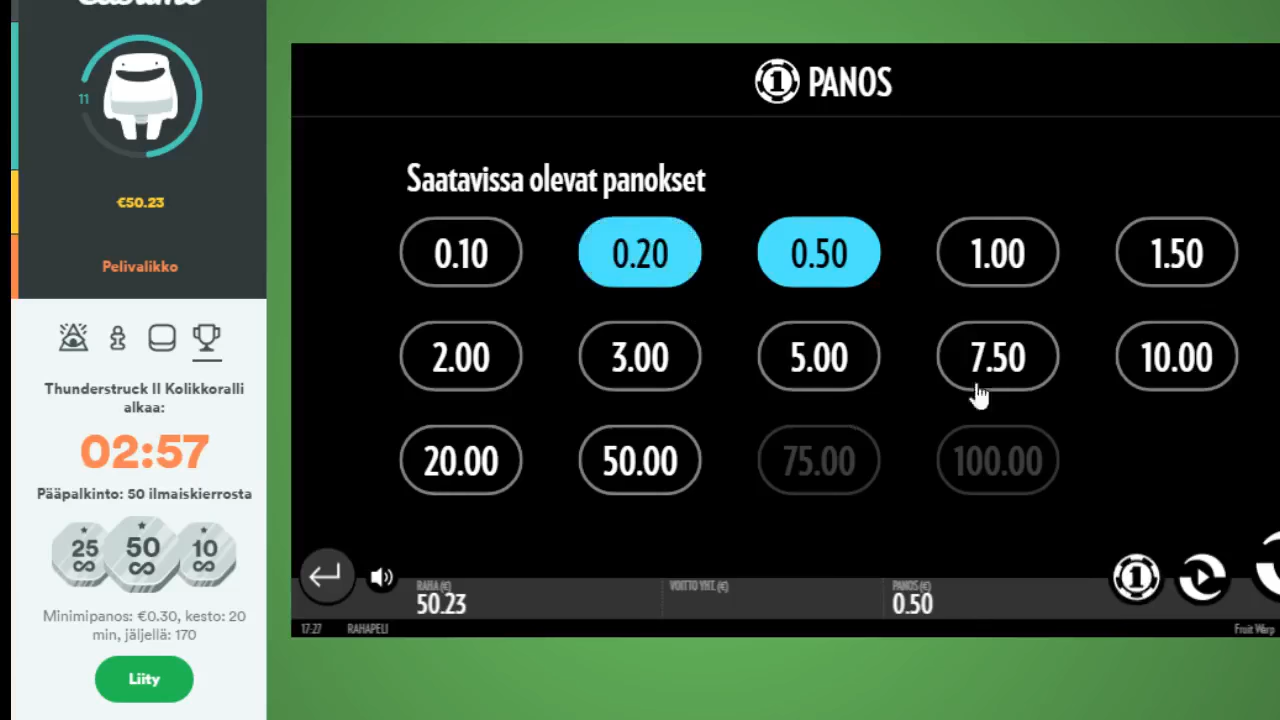 11
€50.23
Pelivalikko
Thunderstruck II Kolikkoralli
alkaa:
02:57
Pääpalkinto: 50 ilmaiskierrosta
25 50 10
Minimipanos: €0.30, kesto: 20
min, jäljellä: 170
Liity
1 PANOS
Saatavissa olevat panokset
0.10 0.20 0.50 1.00 1.50
2.00 3.00 5.00 7.50 10.00
20.00 50.00 75.00 100.00
RAHA (€) VOITTO YHT. (€) PANOS (€)
50.23 0.50
1
17:27 RAHAPELI Fruit Warp